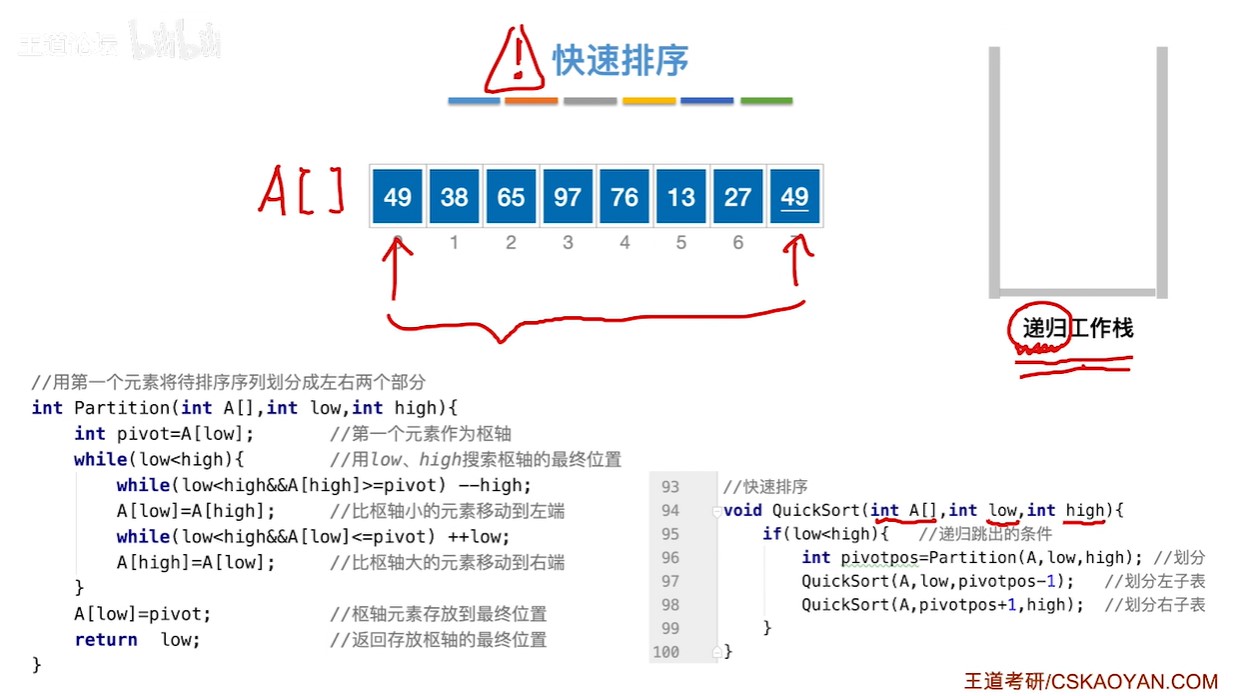 王道论坛 bilibili
! 快速排序
A[]
49 38 65 97 76 13 27 49
0 1 2 3 4 5 6 7
递归工作栈
//用第一个元素将待排序序列划分成左右两个部分
int Partition(int A[],int low,int high){
    int pivot=A[low];       //第一个元素作为枢轴
    while(low<high){        //用low、high搜索枢轴的最终位置
        while(low<high&&A[high]>=pivot) --high;
        A[low]=A[high];     //比枢轴小的元素移动到左端
        while(low<high&&A[low]<=pivot) ++low;
        A[high]=A[low];     //比枢轴大的元素移动到右端
    }
    A[low]=pivot;           //枢轴元素存放到最终位置
    return  low;            //返回存放枢轴的最终位置
}
93 //快速排序
94 void QuickSort(int A[],int low,int high){
95     if(low<high){   //递归跳出的条件
96         int pivotpos=Partition(A,low,high); //划分
97         QuickSort(A,low,pivotpos-1);   //划分左子表
98         QuickSort(A,pivotpos+1,high);  //划分右子表
99     }
100 }
王道考研/CSKAOYAN.COM